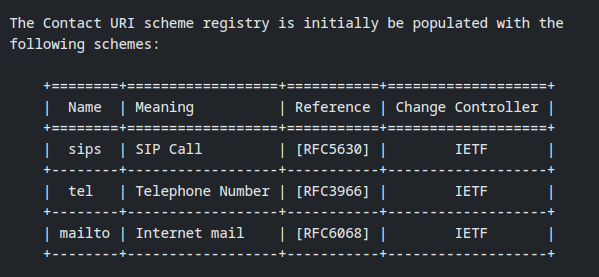 The Contact URI scheme registry is initially be populated with the
following schemes:
+========+==================+===========+===================+
|  Name  | Meaning          | Reference | Change Controller |
+========+==================+===========+===================+
|  sips  | SIP Call         | [RFC5630] |        IETF       |
+--------+------------------+-----------+-------------------+
|  tel   | Telephone Number | [RFC3966] |        IETF       |
+--------+------------------+-----------+-------------------+
| mailto | Internet mail    | [RFC6068] |        IETF       |
+--------+------------------+-----------+-------------------+